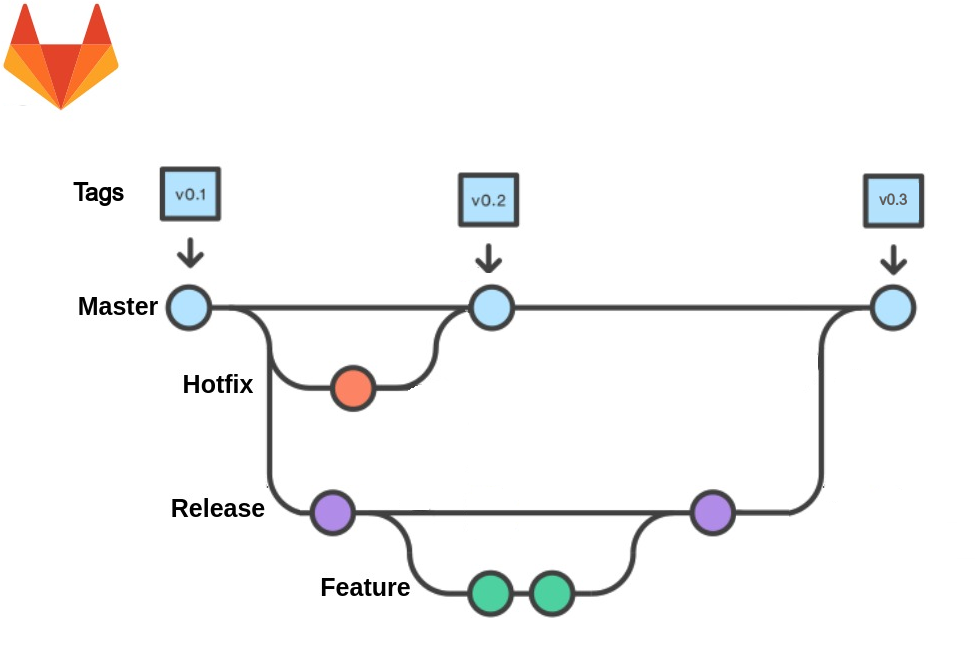 Tags
v0.1
v0.2
v0.3
Master
Hotfix
Release
Feature